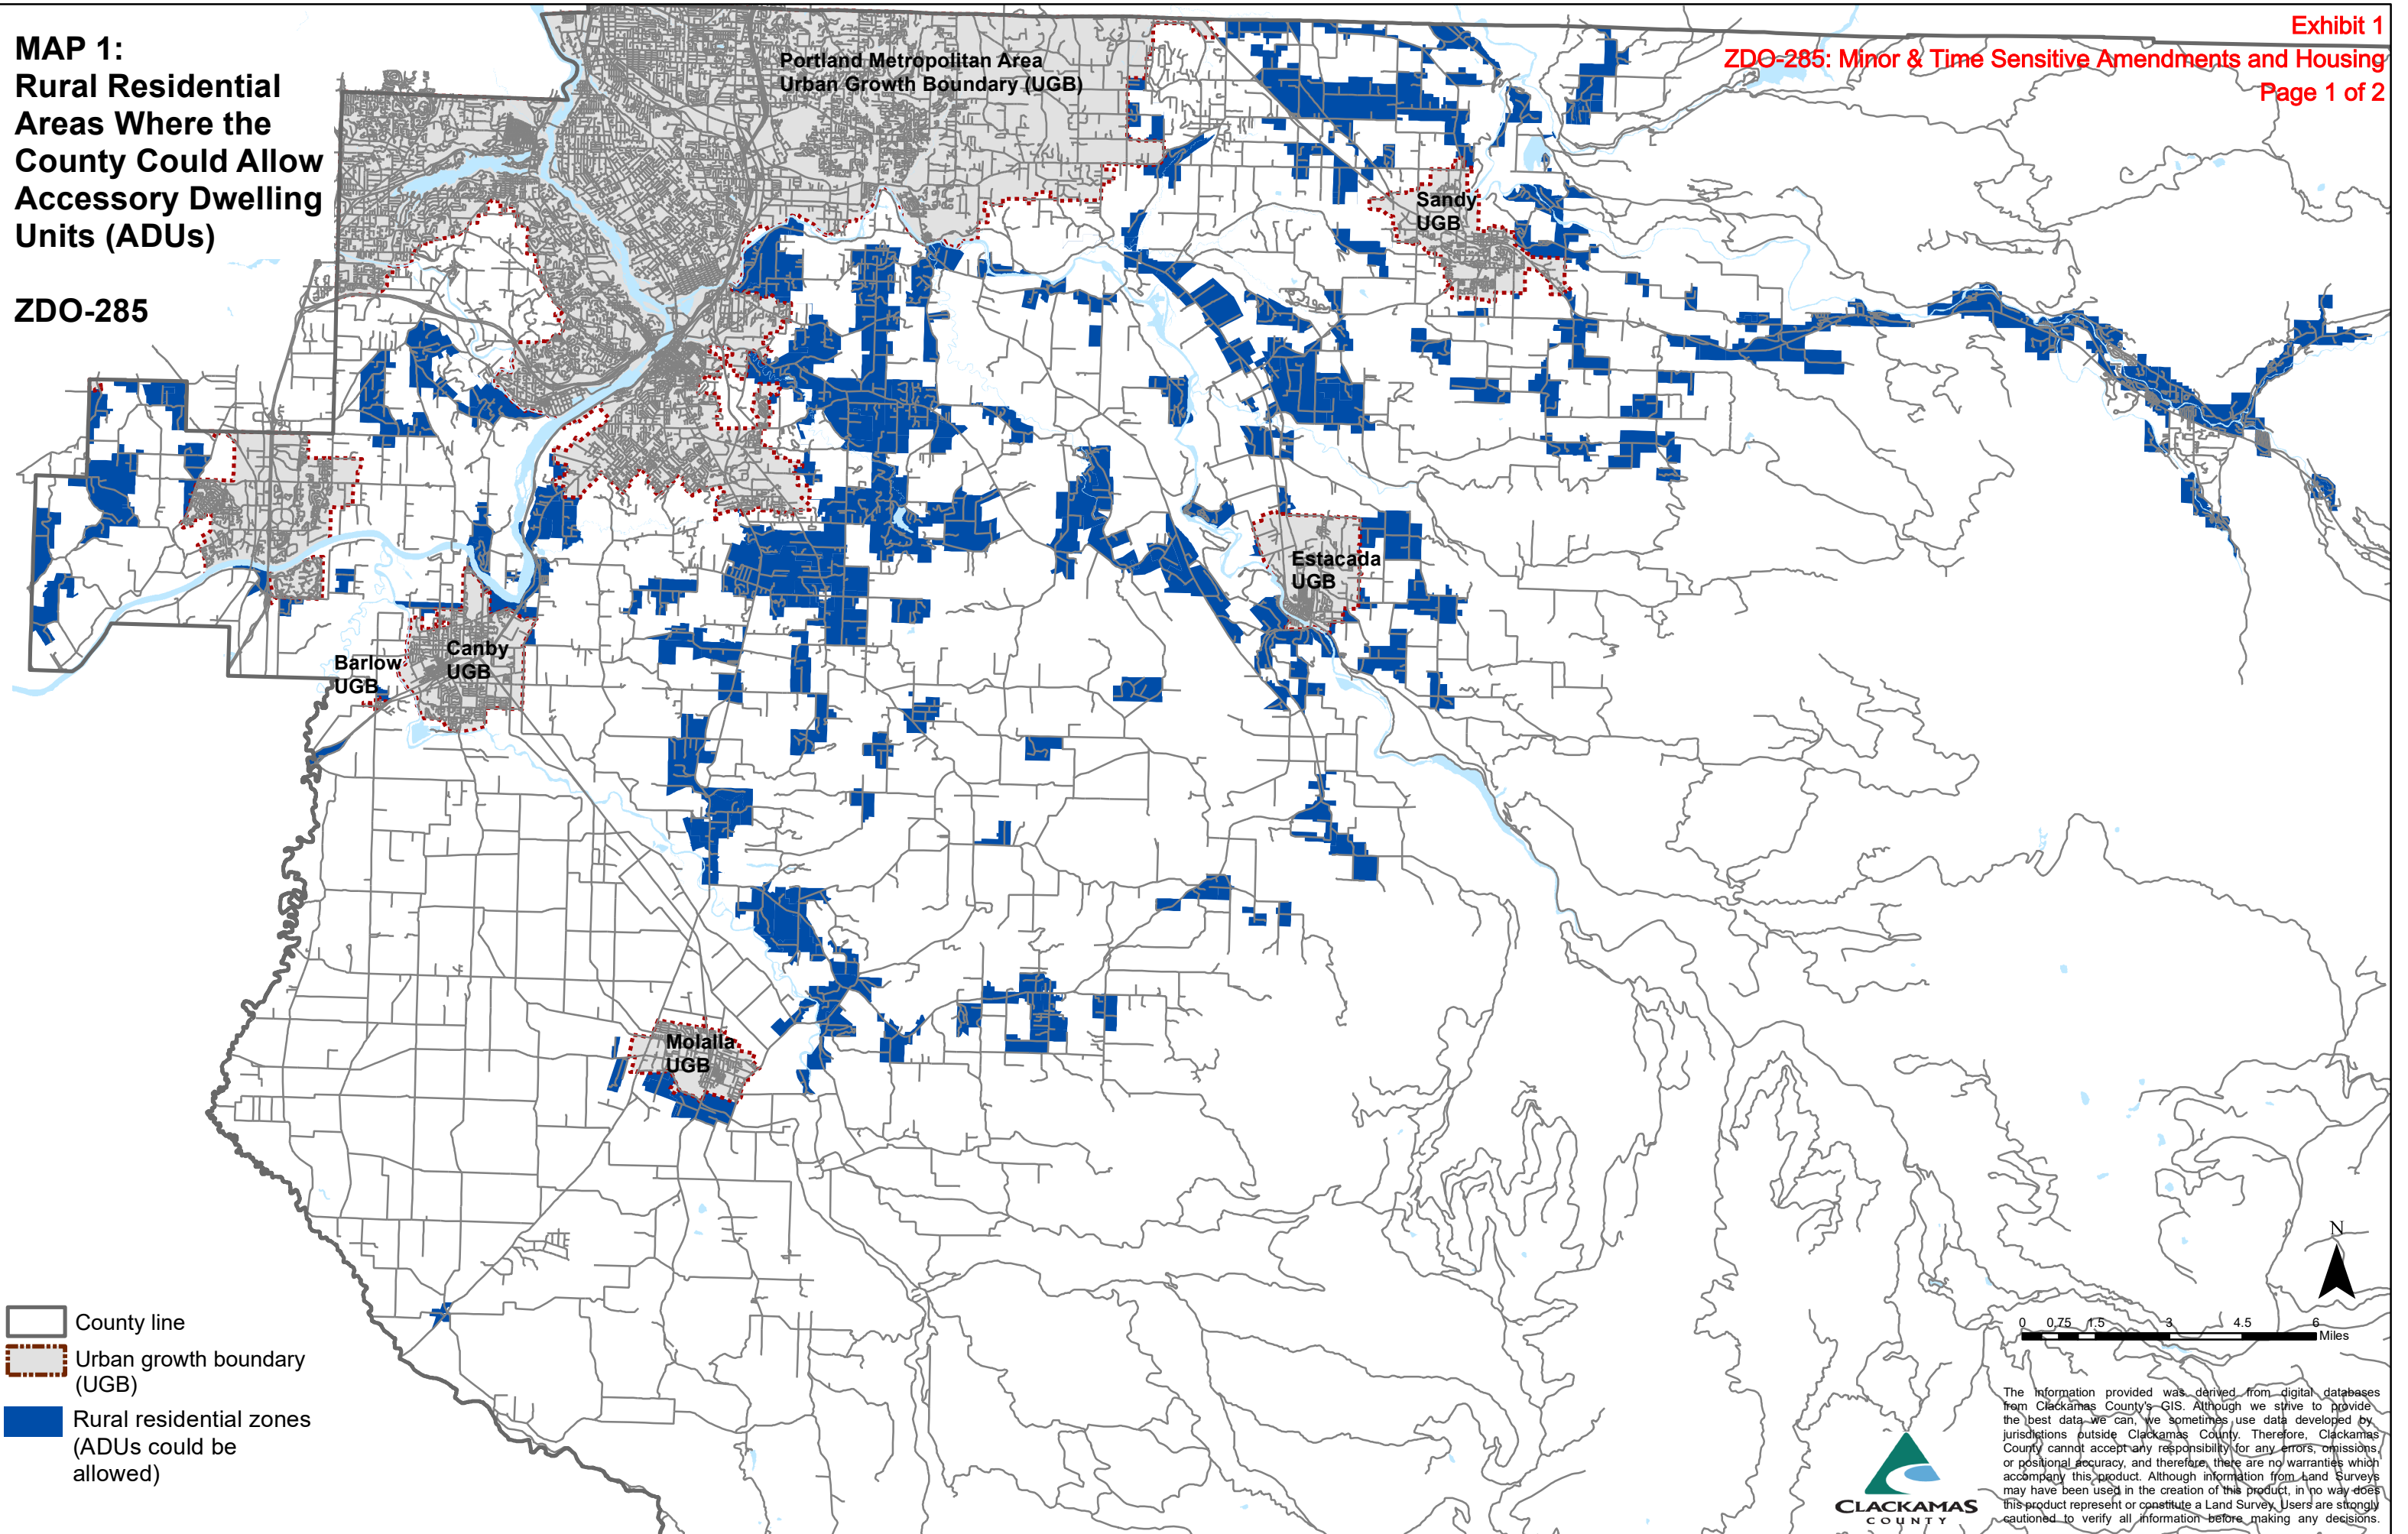 MAP 1:
Rural Residential
Areas Where the
County Could Allow
Accessory Dwelling
Units (ADUs)
ZDO-285
Exhibit 1
ZDO-285: Minor & Time Sensitive Amendments and Housing
Page 1 of 2
Portland Metropolitan Area
Urban Growth Boundary (UGB)
Sandy
UGB
Estacada
UGB
Canby
UGB
Barlow
UGB
Molalla
UGB
County line
Urban growth boundary
(UGB)
Rural residential zones
(ADUs could be
allowed)
N
0 0.75 1.5 3 4.5 6
Miles
CLACKAMAS
COUNTY
The information provided was derived from digital databases
from Clackamas County's GIS. Although we strive to provide
the best data we can, we sometimes use data developed by
jurisdictions outside Clackamas County. Therefore, Clackamas
County cannot accept any responsibility for any errors, omissions,
or positional accuracy, and therefore, there are no warranties which
accompany this product. Although information from Land Surveys
may have been used in the creation of this product, in no way does
this product represent or constitute a Land Survey. Users are strongly
cautioned to verify all information before making any decisions.